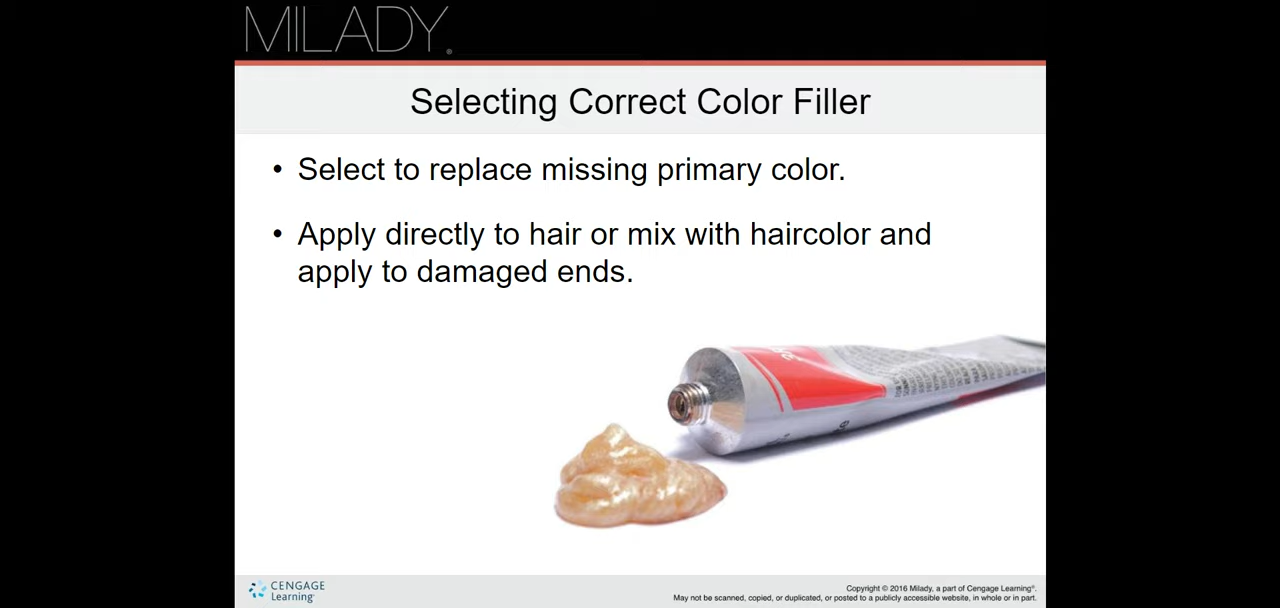 MILADY®
Selecting Correct Color Filler
• Select to replace missing primary color.
• Apply directly to hair or mix with haircolor and
apply to damaged ends.
CENGAGE
Learning®
Copyright © 2016 Milady, a part of Cengage Learning®.
May not be scanned, copied, or duplicated, or posted to a publicly accessible website, in whole or in part.